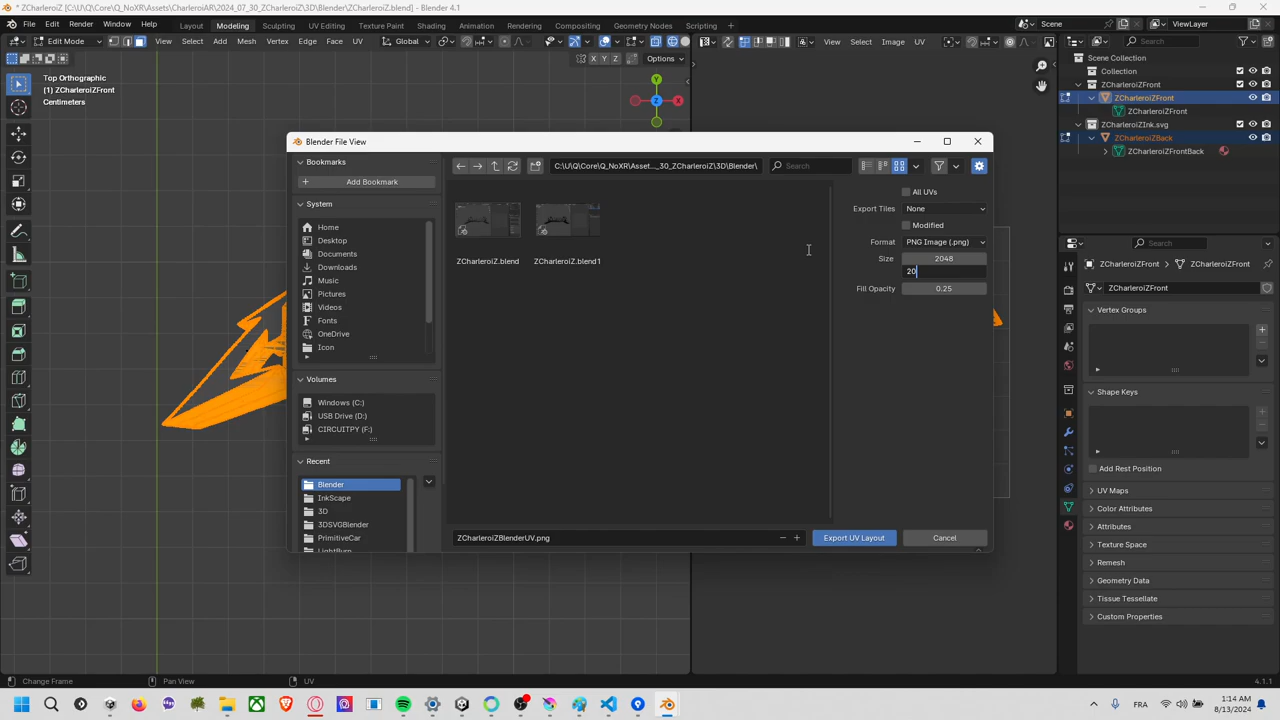 * ZCharleroiZ [C:\U\Q\Core\Q_NoXR\Assets\CharleroiAR\2024_07_30_ZCharleroiZ\3D\Blender\ZCharleroiZ.blend] - Blender 4.1
File Edit Render Window Help Layout Modeling Sculpting UV Editing Texture Paint Shading Animation Rendering Compositing Geometry Nodes Scripting Scene ViewLayer
Edit Mode View Select Add Mesh Vertex Edge Face UV Global View Select Image UV Search
X Y Z Options
Top Orthographic
(1) ZCharleroiZFront
Centimeters
Y
Z X
Scene Collection
Collection
ZCharleroiZFront
ZCharleroiZFront
ZCharleroiZFront
ZCharleroiZInk.svg
ZCharleroiZBack
ZCharleroiZFrontBack
Blender File View
Bookmarks
Add Bookmark
System
Home
Desktop
Documents
Downloads
Music
Pictures
Videos
Fonts
OneDrive
Icon
Volumes
Windows (C:)
USB Drive (D:)
CIRCUITPY (F:)
Recent
Blender
InkScape
3D
3DSVGBlender
PrimitiveCar
LightBurn
C:\U\Q\Core\Q_NoXR\Asset..._30_ZCharleroiZ\3D\Blender\
Search
ZCharleroiZ.blend
ZCharleroiZ.blend1
All UVs
Export Tiles None
Modified
Format PNG Image (.png)
Size 2048
20
Fill Opacity 0.25
ZCharleroiZBlenderUV.png
Export UV Layout
Cancel
Search
ZCharleroiZFront ZCharleroiZFront
ZCharleroiZFront
Vertex Groups
Shape Keys
Add Rest Position
UV Maps
Color Attributes
Attributes
Texture Space
Remesh
Geometry Data
Tissue Tessellate
Custom Properties
Change Frame Pan View UV 4.1.1
FRA
1:14 AM
8/13/2024